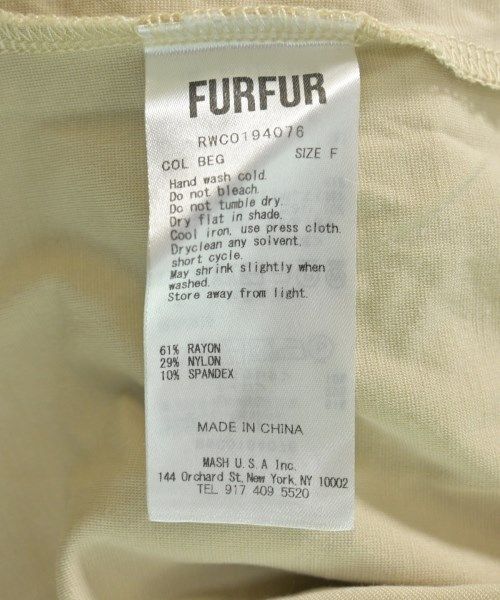 FURFUR
RWC0194076
COL BEG SIZE F
Hand wash cold.
Do not bleach.
Do not tumble dry.
Dry flat in shade.
Cool iron, use press cloth.
Dryclean any solvent,
short cycle.
May shrink slightly when
washed.
Store away from light.
61% RAYON
29% NYLON
10% SPANDEX
MADE IN CHINA
MASH U.S.A Inc.
144 Orchard St, New York, NY 10002
TEL 917 409 5520